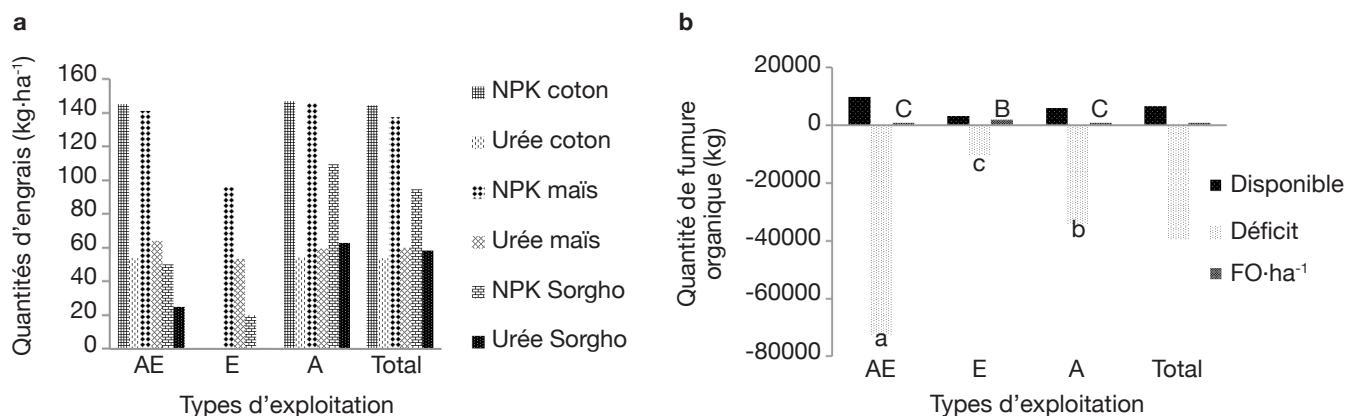 a
Quantités d'engrais (kg·ha⁻¹)
160
140
120
100
80
60
40
20
0
AE E A Total
Types d'exploitation
NPK coton
Urée coton
NPK maïs
Urée maïs
NPK Sorgho
Urée Sorgho
b
Quantité de fumure
organique (kg)
20000
0
-20000
-40000
-60000
-80000
C B C
c
b
a
AE E A Total
Types d'exploitation
Disponible
Déficit
FO·ha⁻¹